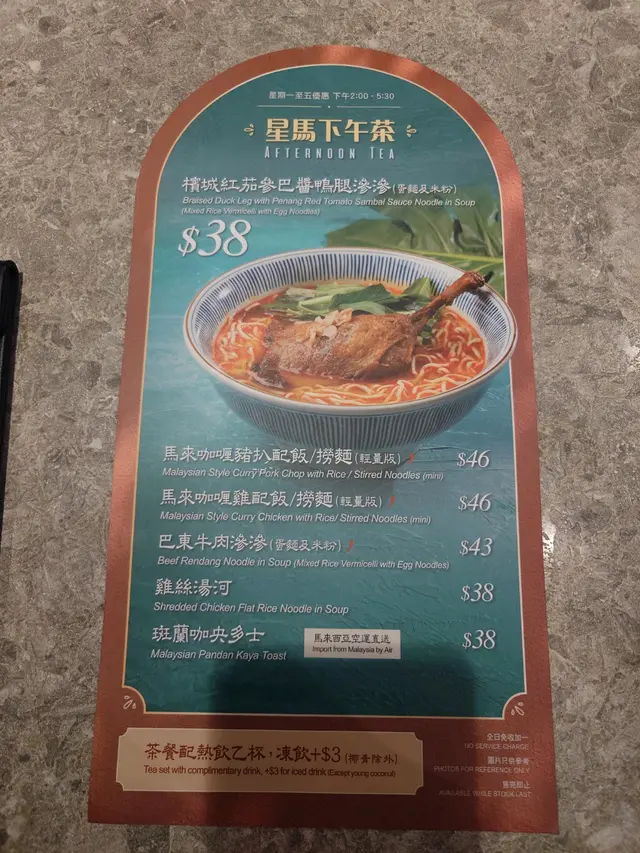 星期一至五優惠 下午2:00 - 5:30
星馬下午茶
AFTERNOON TEA
檳城紅茄參巴醬鴨腿滲滲(蛋麵及米粉)
Braised Duck Leg with Penang Red Tomato Sambal Sauce Noodle in Soup
(Mixed Rice Vermicelli with Egg Noodles)
$38
馬來咖喱豬扒配飯/撈麵(輕量版) $46
Malaysian Style Curry Pork Chop with Rice / Stirred Noodles (mini)
馬來咖喱雞配飯/撈麵(輕量版) $46
Malaysian Style Curry Chicken with Rice/ Stirred Noodles (mini)
巴東牛肉滲滲(蛋麵及米粉) $43
Beef Rendang Noodle in Soup (Mixed Rice Vermicelli with Egg Noodles)
雞絲湯河 $38
Shredded Chicken Flat Rice Noodle in Soup
斑蘭咖央多士 $38
Malaysian Pandan Kaya Toast
馬來西亞空運直送
Import from Malaysia by Air
茶餐配熱飲乙杯，凍飲+$3 (椰青除外)
Tea set with complimentary drink, +$3 for iced drink (Except young coconut)
全日免收加一
NO SERVICE CHARGE
圖片只供參考
PHOTOS FOR REFERENCE ONLY
售完即止
AVAILABLE WHILE STOCK LAST